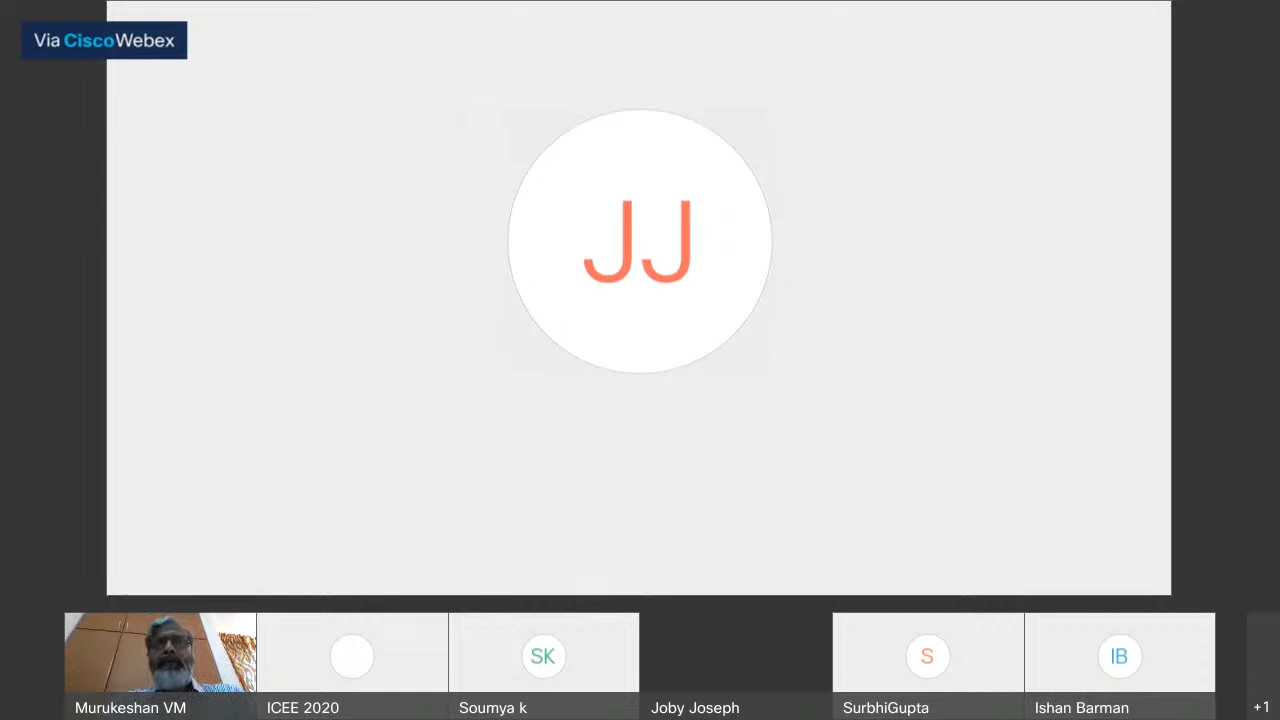 Via CiscoWebex
JJ
SK
S
IB
Murukeshan VM
ICEE 2020
Soumya k
Joby Joseph
SurbhiGupta
Ishan Barman
+1